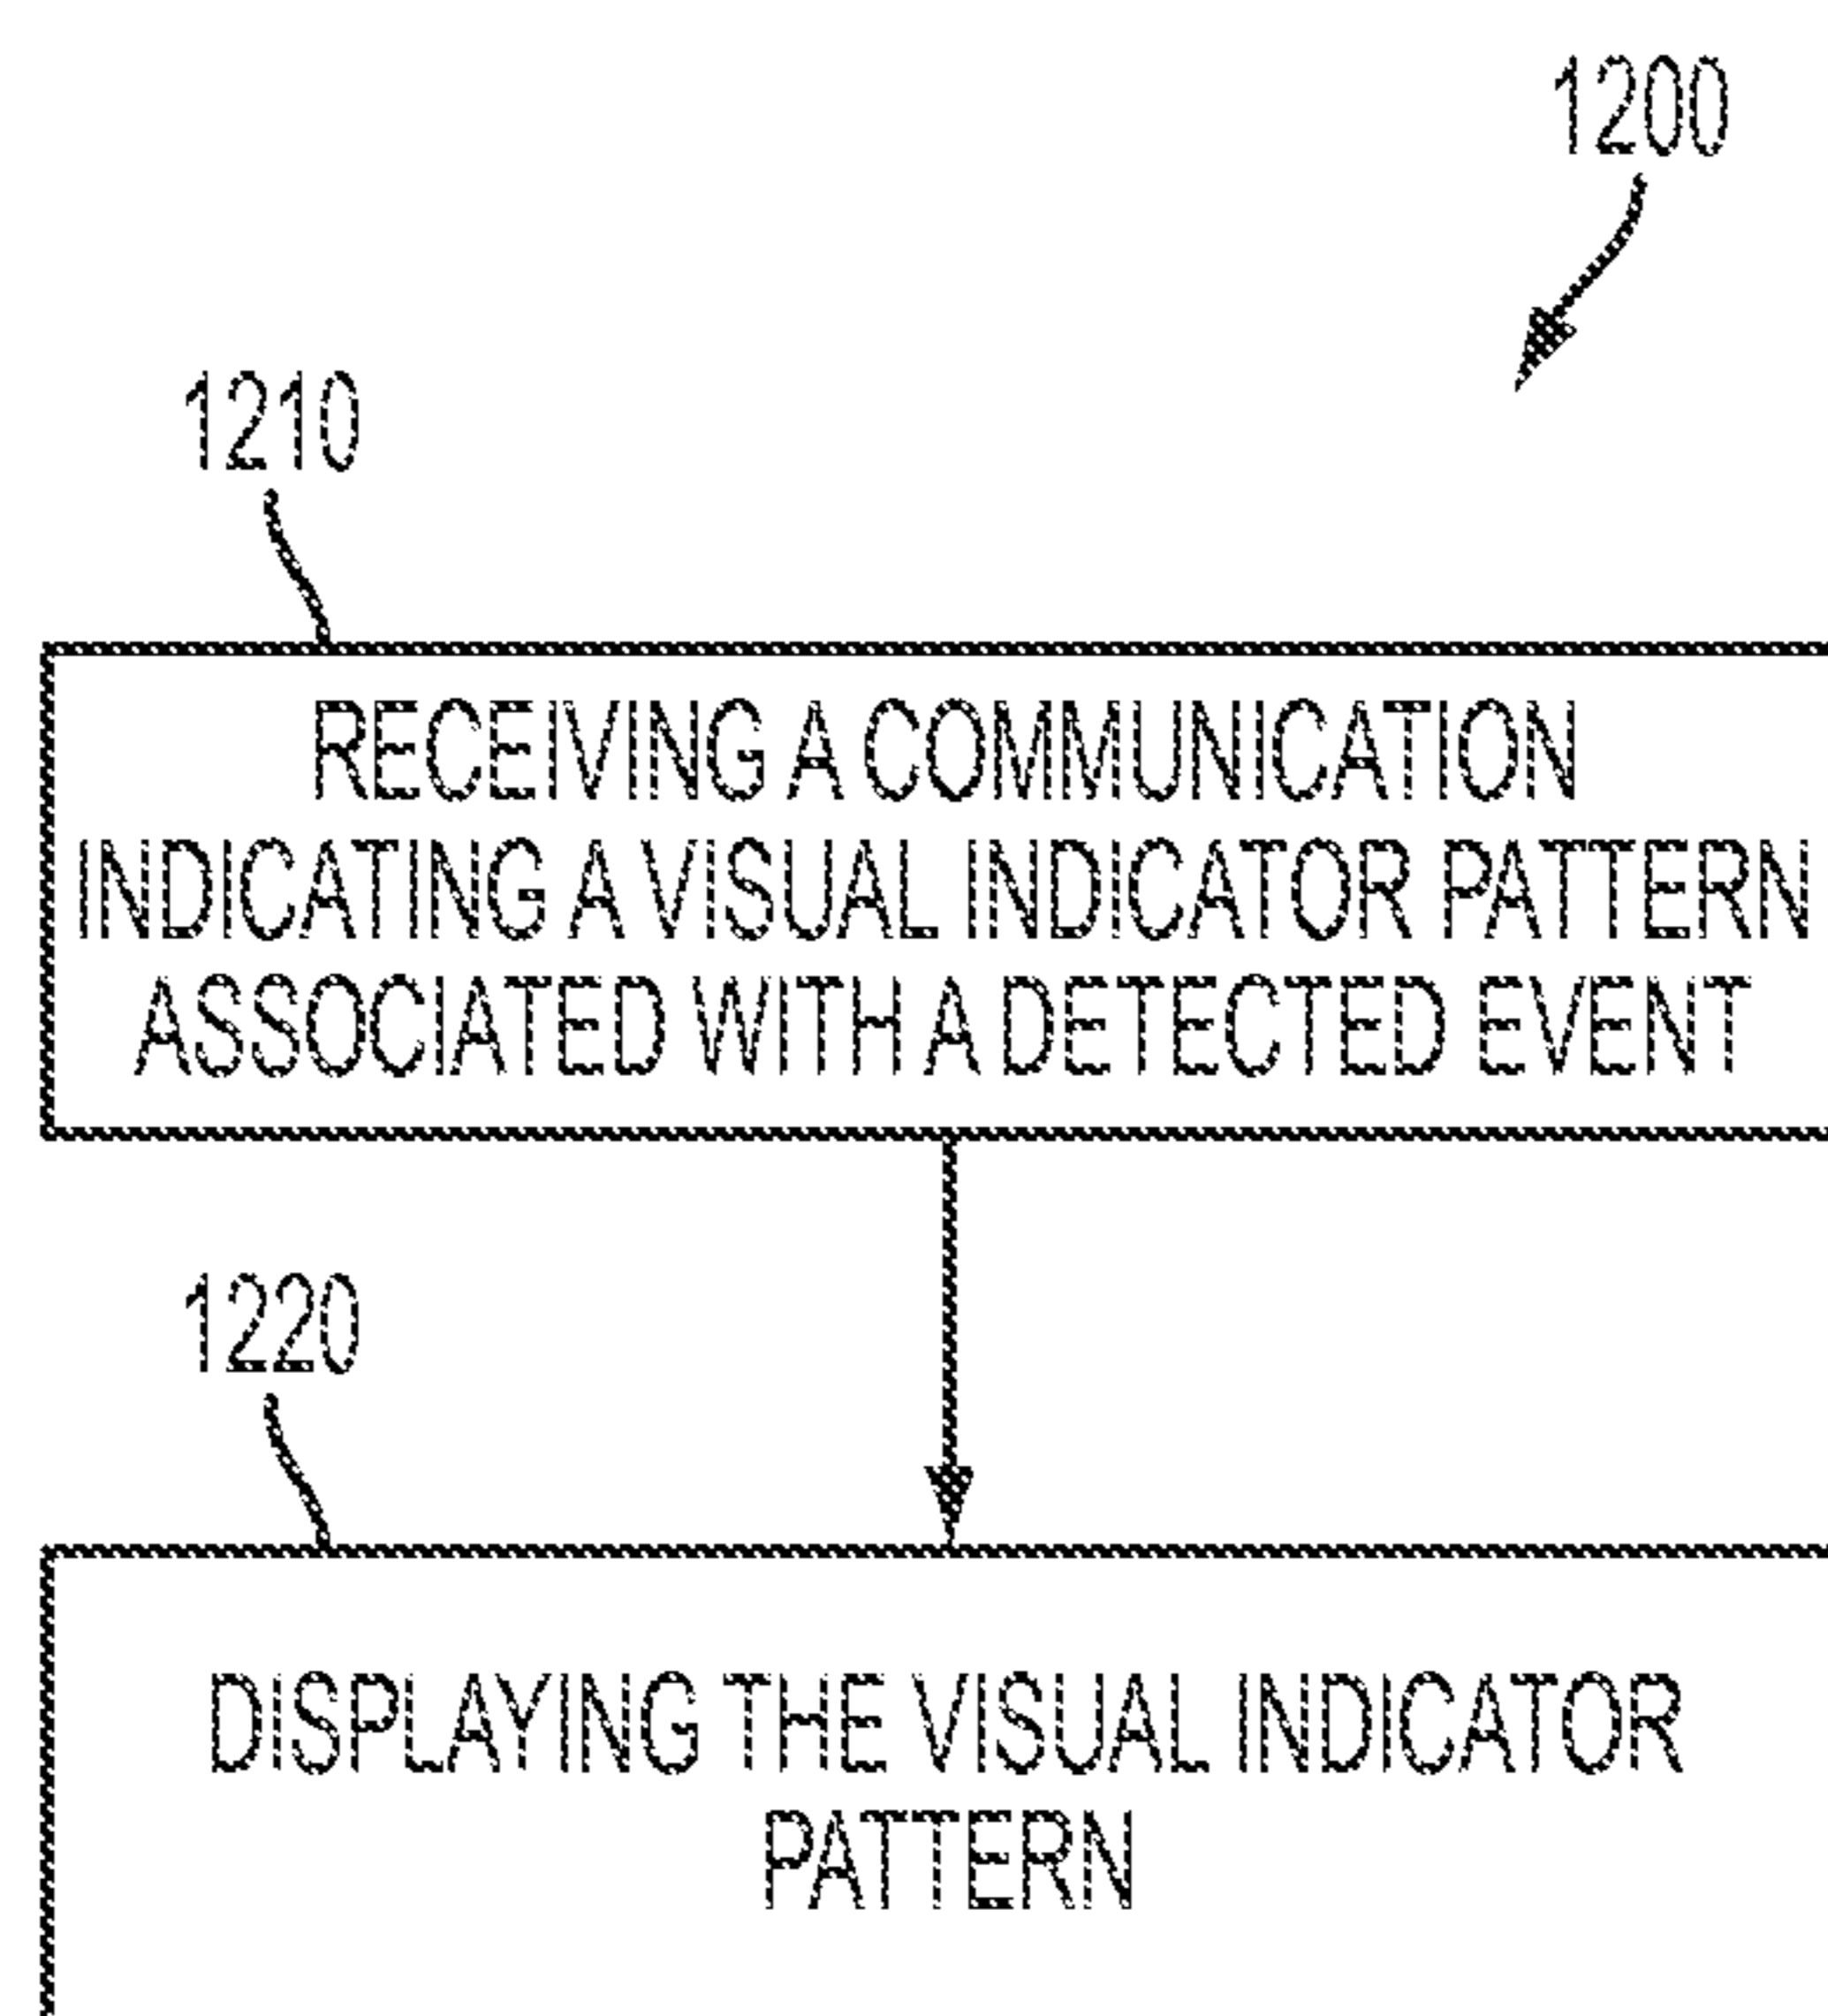 1200
1210
RECEIVING A COMMUNICATION
INDICATING A VISUAL INDICATOR PATTERN
ASSOCIATED WITH A DETECTED EVENT
1220
DISPLAYING THE VISUAL INDICATOR
PATTERN